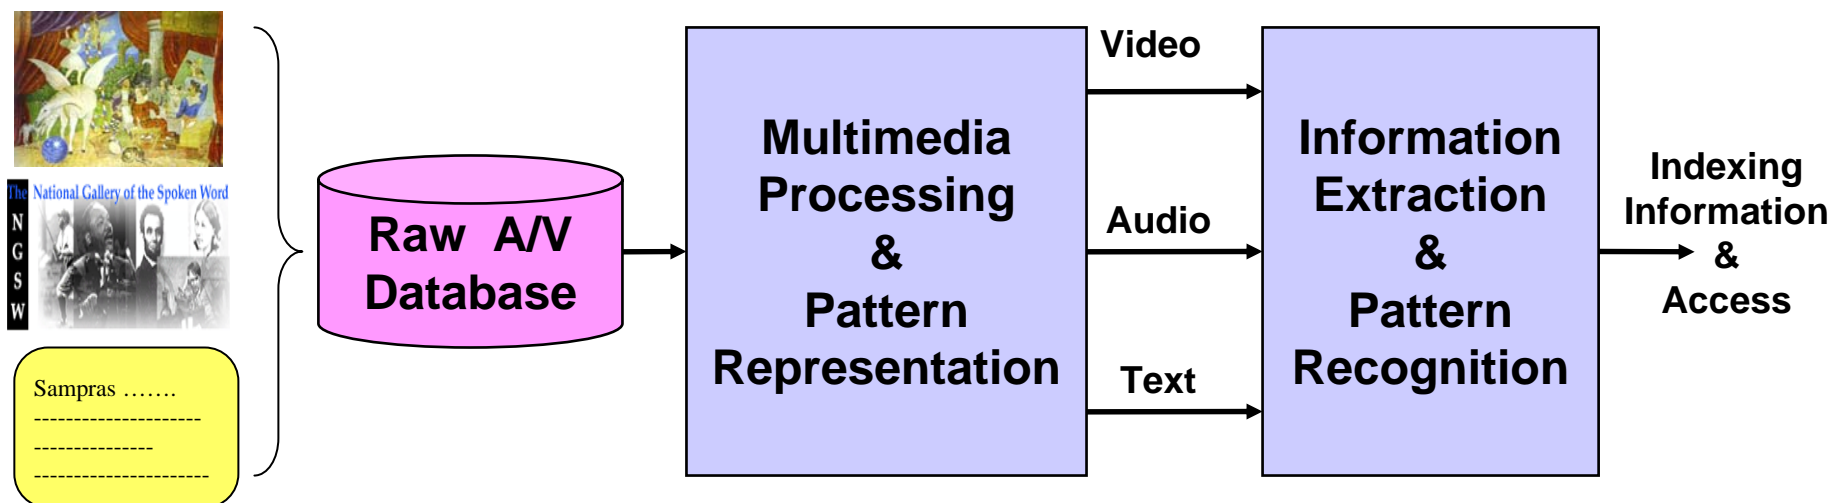 The National Gallery of the Spoken Word
N
G
S
W
Sampras …….
---------------------
---------------
----------------------
Raw A/V
Database
Multimedia
Processing
&
Pattern
Representation
Video
Audio
Text
Information
Extraction
&
Pattern
Recognition
Indexing
Information
&
Access